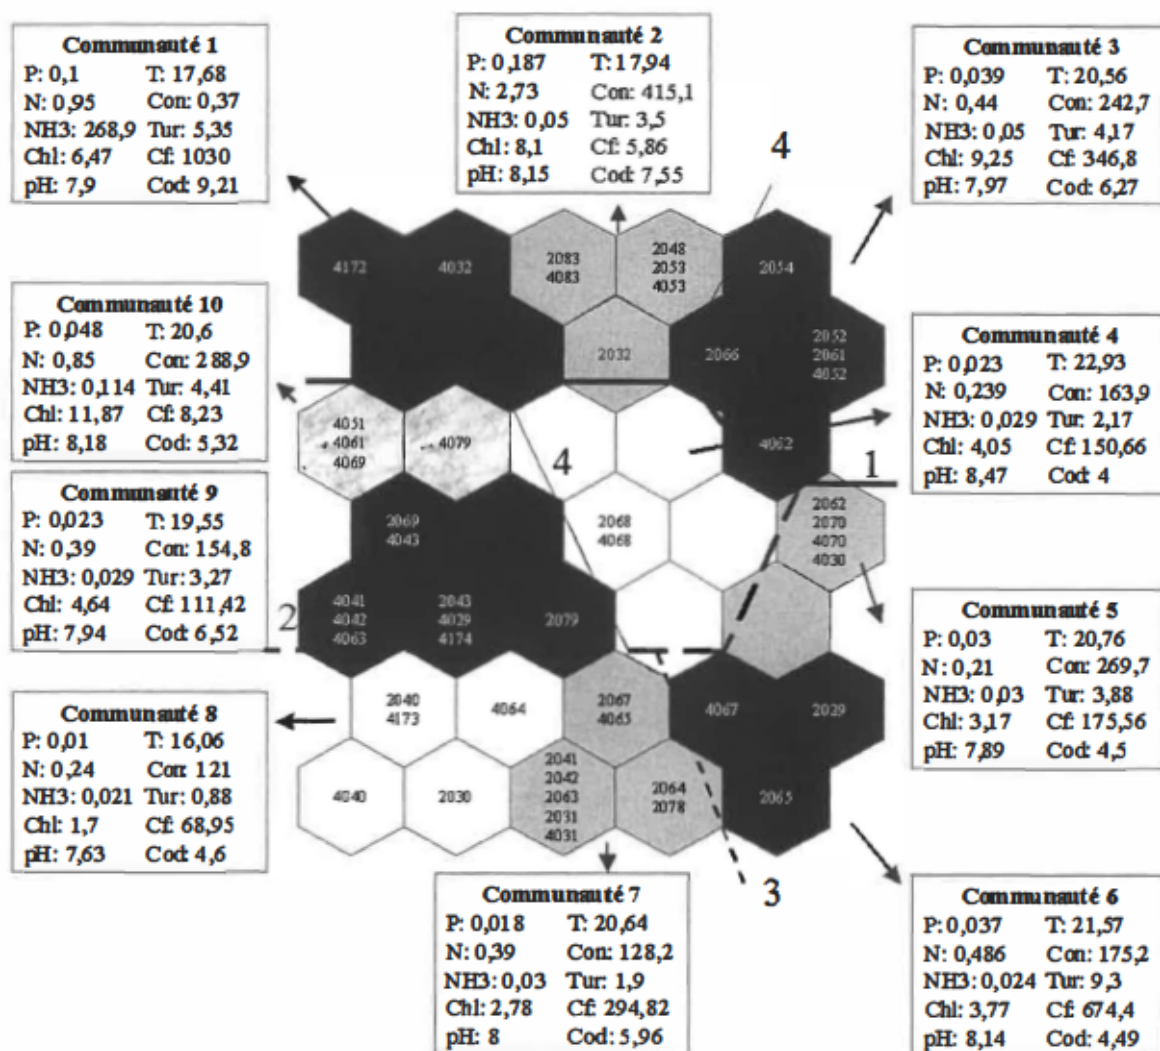 Communauté 1
P: 0,1 T: 17,68
N: 0,95 Con: 0,37
NH3: 268,9 Tur: 5,35
Chl: 6,47 Cf: 1030
pH: 7,9 Cod: 9,21
Communauté 2
P: 0,187 T: 17,94
N: 2,73 Con: 415,1
NH3: 0,05 Tur: 3,5
Chl: 8,1 Cf: 5,86
pH: 8,15 Cod: 7,55
Communauté 3
P: 0,039 T: 20,56
N: 0,44 Con: 242,7
NH3: 0,05 Tur: 4,17
Chl: 9,25 Cf: 346,8
pH: 7,97 Cod: 6,27
4
4172
4032
2083
4083
2048
2053
4053
2054
2032
2066
2052
2061
4052
Communauté 10
P: 0,048 T: 20,6
N: 0,85 Con: 288,9
NH3: 0,114 Tur: 4,41
Chl: 11,87 Cf: 8,23
pH: 8,18 Cod: 5,32
Communauté 4
P: 0,023 T: 22,93
N: 0,239 Con: 163,9
NH3: 0,029 Tur: 2,17
Chl: 4,05 Cf: 150,66
pH: 8,47 Cod: 4
4051
4061
4069
4079
4
4062
1
Communauté 9
P: 0,023 T: 19,55
N: 0,39 Con: 154,8
NH3: 0,029 Tur: 3,27
Chl: 4,64 Cf: 111,42
pH: 7,94 Cod: 6,52
2069
4043
2068
4068
2062
2070
4070
4030
2
4041
4042
4063
2043
4029
4174
2079
Communauté 5
P: 0,03 T: 20,76
N: 0,21 Con: 269,7
NH3: 0,03 Tur: 3,88
Chl: 3,17 Cf: 175,56
pH: 7,89 Cod: 4,5
Communauté 8
P: 0,01 T: 16,06
N: 0,24 Con: 121
NH3: 0,021 Tur: 0,88
Chl: 1,7 Cf: 68,95
pH: 7,63 Cod: 4,6
2040
4173
4064
2067
4065
4067
2029
4040
2030
2041
2042
2063
2031
4031
2064
2078
2065
3
Communauté 7
P: 0,018 T: 20,64
N: 0,39 Con: 128,2
NH3: 0,03 Tur: 1,9
Chl: 2,78 Cf: 294,82
pH: 8 Cod: 5,96
Communauté 6
P: 0,037 T: 21,57
N: 0,486 Con: 175,2
NH3: 0,024 Tur: 9,3
Chl: 3,77 Cf: 674,4
pH: 8,14 Cod: 4,49